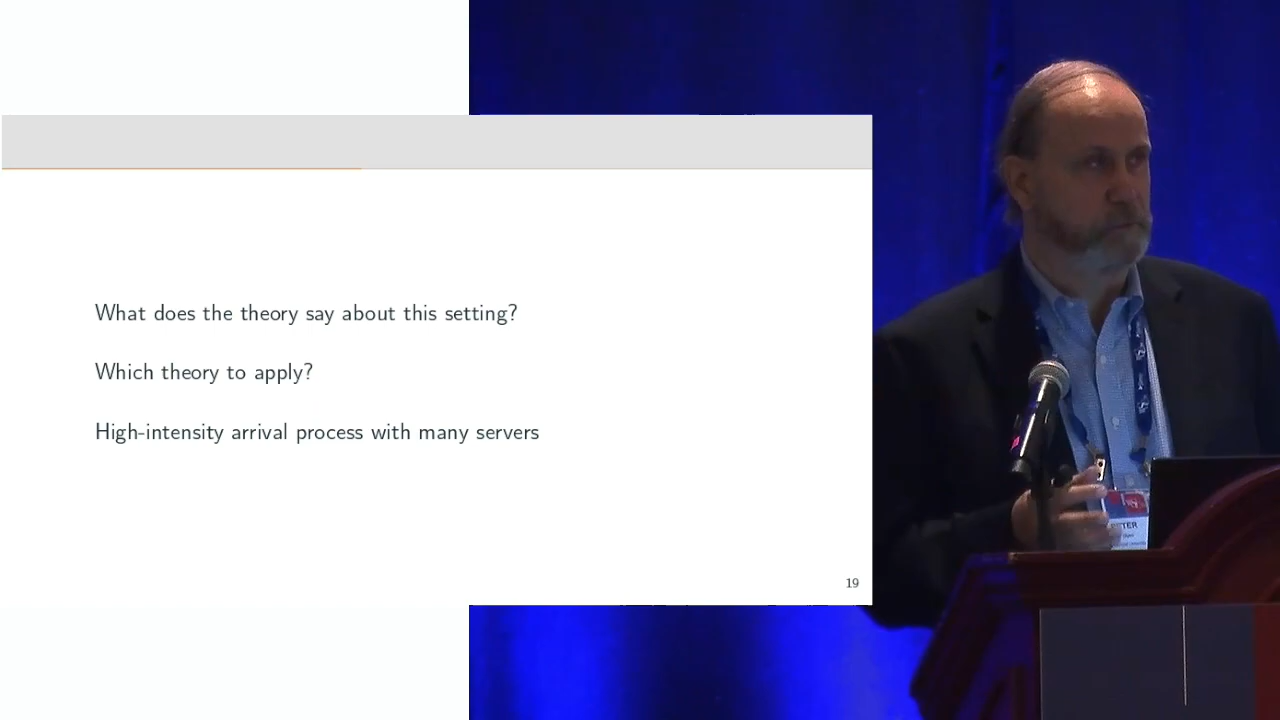 What does the theory say about this setting?
Which theory to apply?
High-intensity arrival process with many servers
19